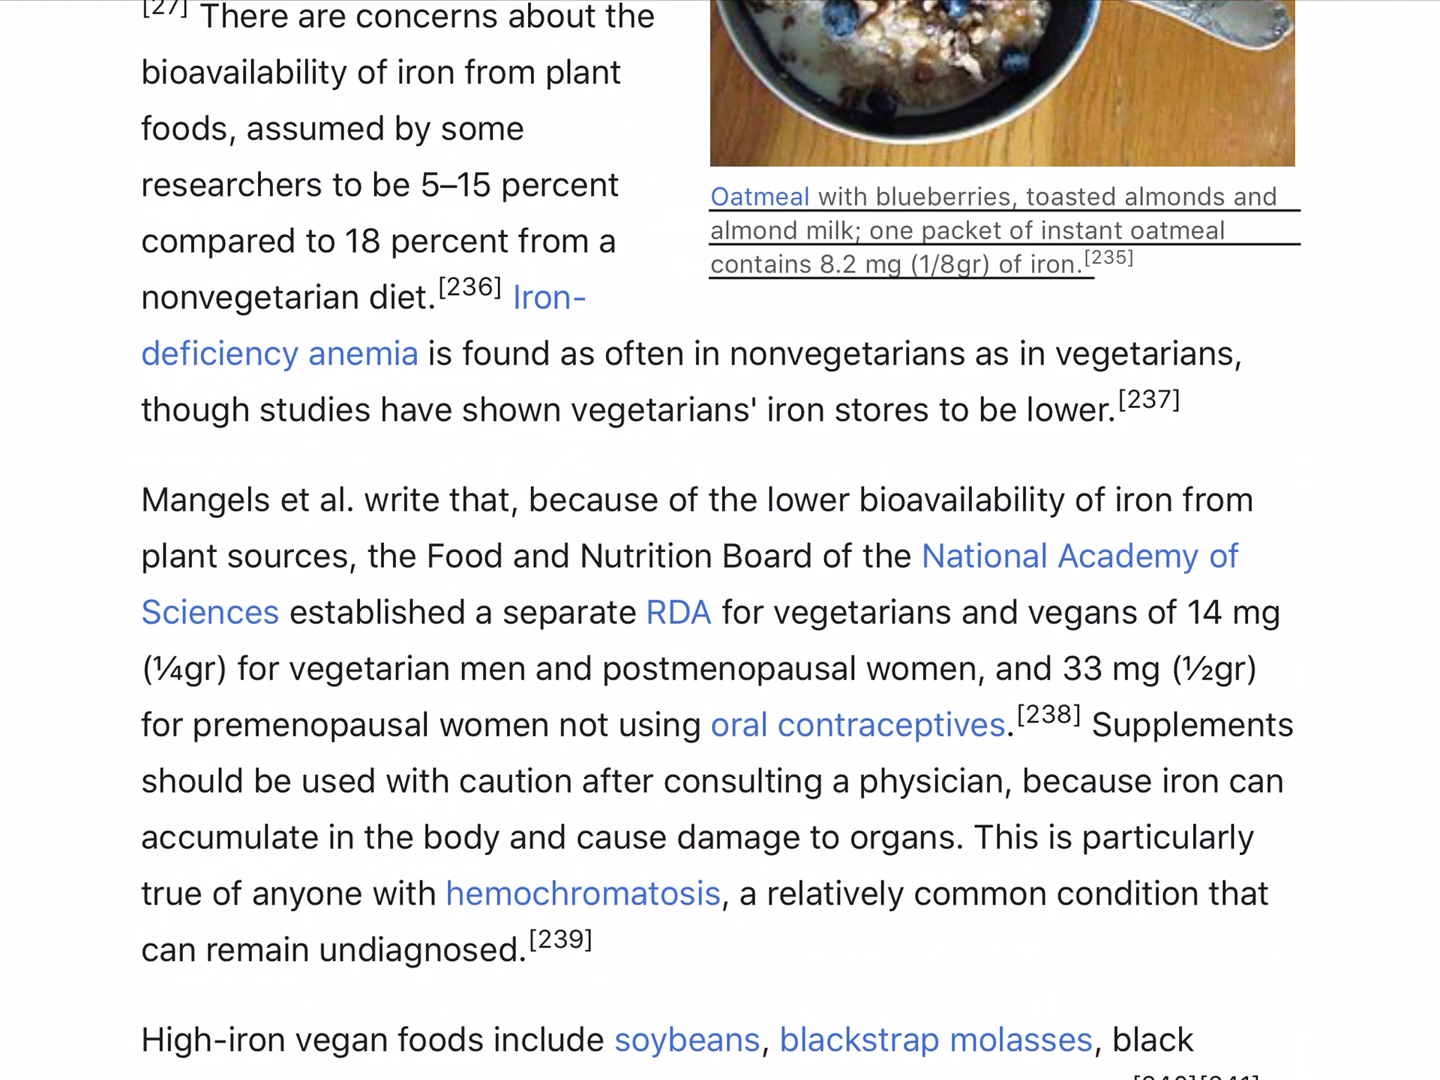 [27] There are concerns about the
bioavailability of iron from plant
foods, assumed by some
researchers to be 5–15 percent
compared to 18 percent from a
nonvegetarian diet.[236] Iron-
deficiency anemia is found as often in nonvegetarians as in vegetarians,
though studies have shown vegetarians' iron stores to be lower.[237]
Oatmeal with blueberries, toasted almonds and
almond milk; one packet of instant oatmeal
contains 8.2 mg (1/8gr) of iron.[235]
Mangels et al. write that, because of the lower bioavailability of iron from
plant sources, the Food and Nutrition Board of the National Academy of
Sciences established a separate RDA for vegetarians and vegans of 14 mg
(¼gr) for vegetarian men and postmenopausal women, and 33 mg (½gr)
for premenopausal women not using oral contraceptives.[238] Supplements
should be used with caution after consulting a physician, because iron can
accumulate in the body and cause damage to organs. This is particularly
true of anyone with hemochromatosis, a relatively common condition that
can remain undiagnosed.[239]
High-iron vegan foods include soybeans, blackstrap molasses, black